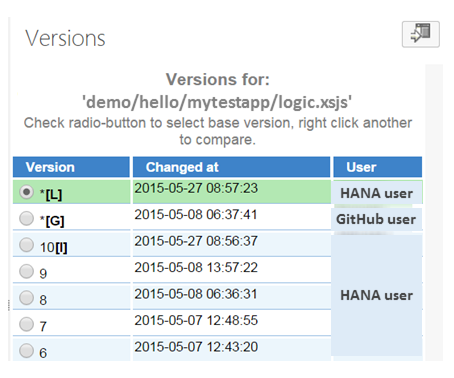 Versions
Versions for:
'demo/hello/mytestapp/logic.xsjs'
Check radio-button to select base version, right click another
to compare.
Version Changed at User
*[L] 2015-05-27 08:57:23 HANA user
*[G] 2015-05-08 06:37:41 GitHub user
10[I] 2015-05-27 08:56:37
9 2015-05-08 13:57:22
8 2015-05-08 06:36:31 HANA user
7 2015-05-07 12:48:55
6 2015-05-07 12:43:20